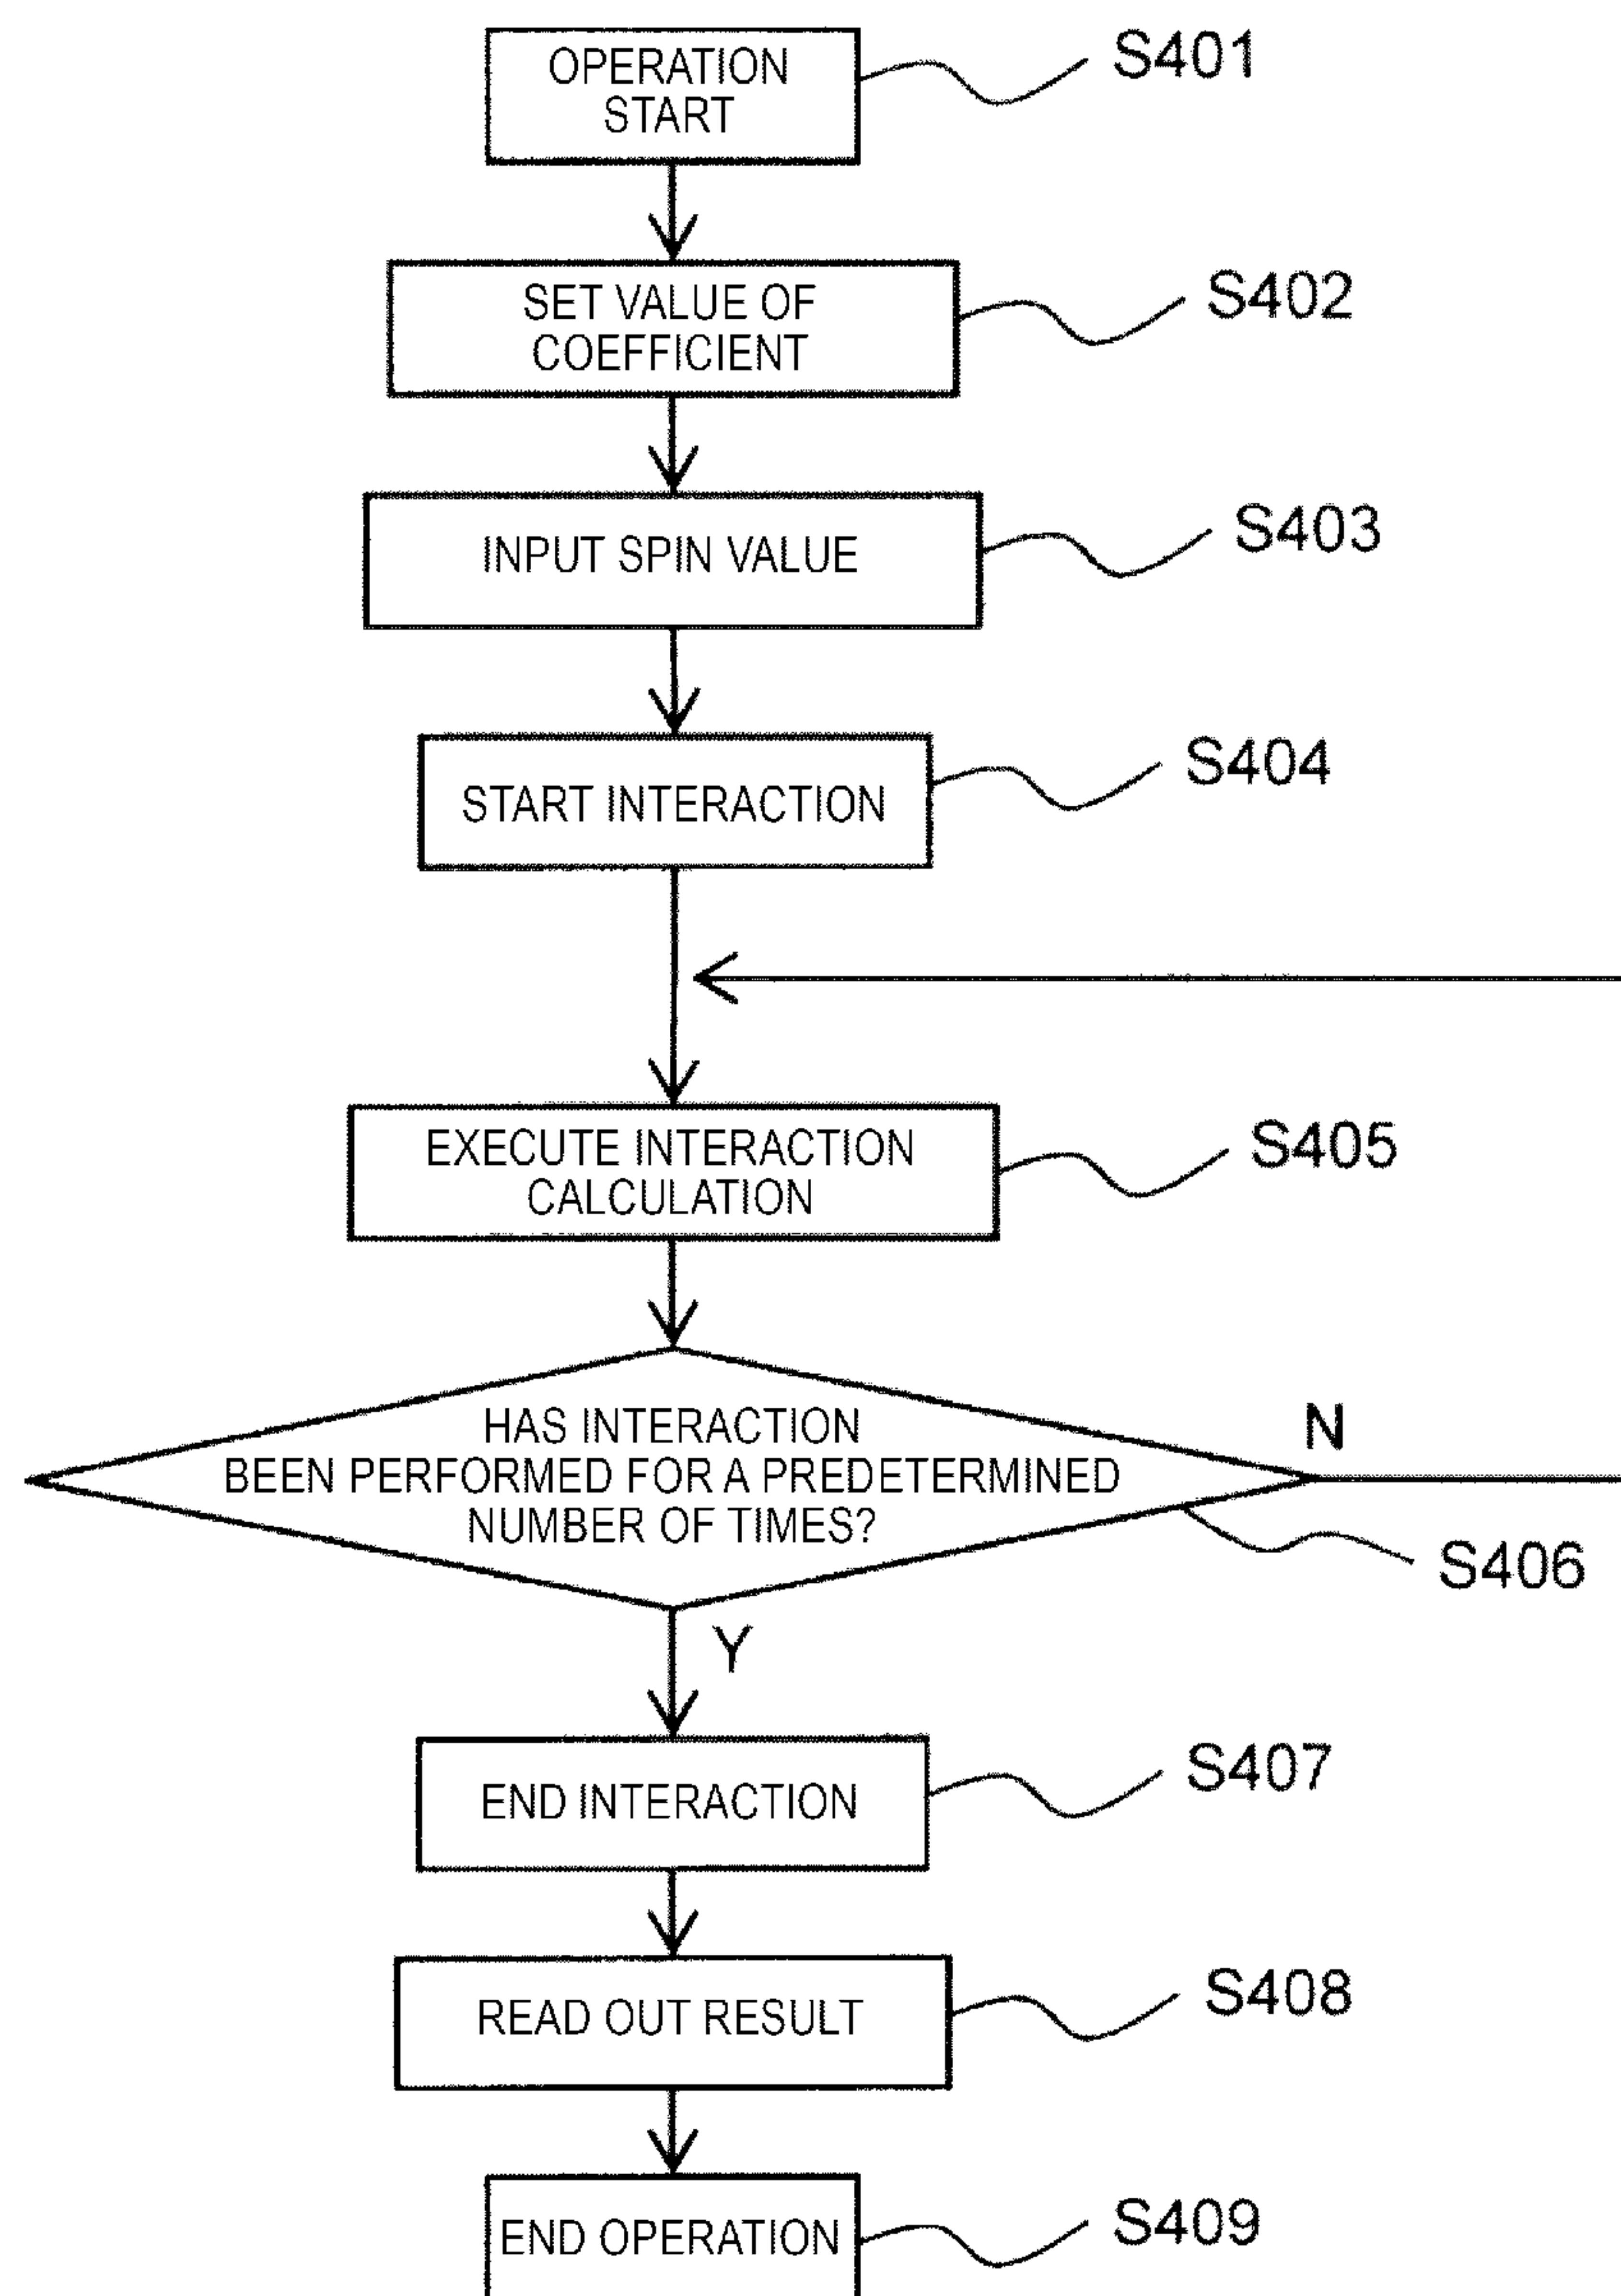 OPERATION
START
S401
SET VALUE OF
COEFFICIENT
S402
INPUT SPIN VALUE
S403
START INTERACTION
S404
EXECUTE INTERACTION
CALCULATION
S405
HAS INTERACTION
BEEN PERFORMED FOR A PREDETERMINED
NUMBER OF TIMES?
N
S406
Y
END INTERACTION
S407
READ OUT RESULT
S408
END OPERATION
S409